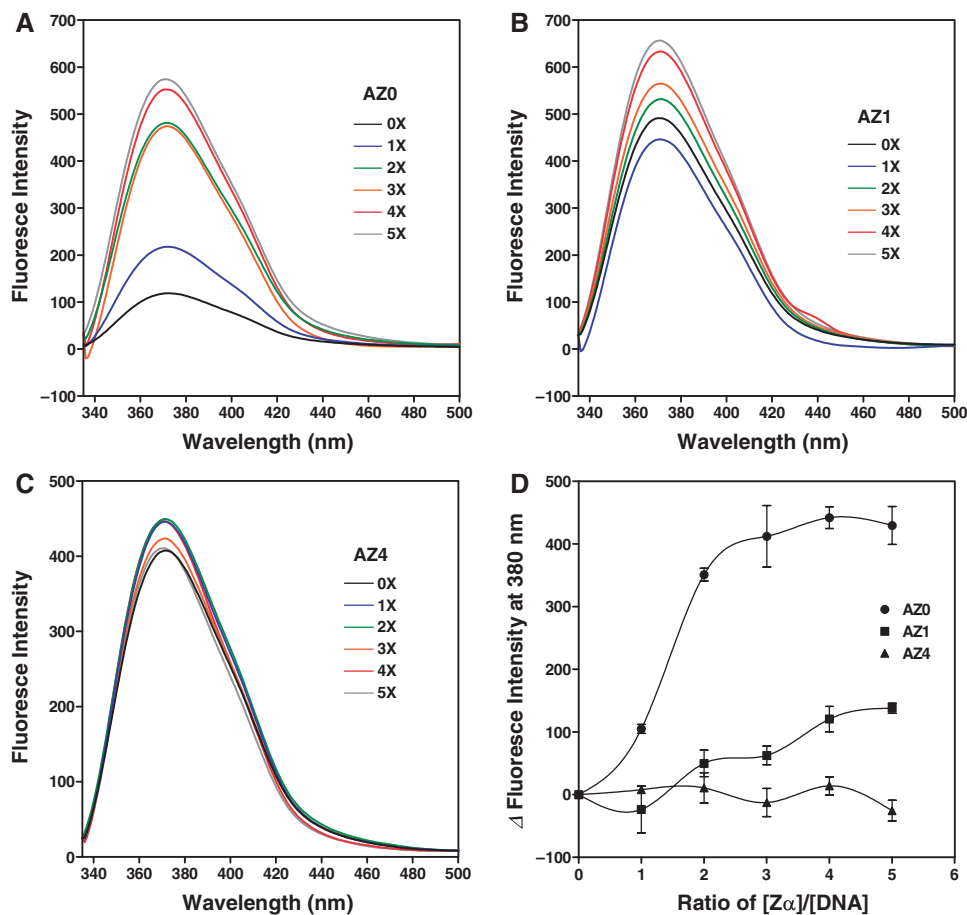 A
700
600
500
400
300
200
100
0
−100
Fluoresce Intensity
AZ0
0X
1X
2X
3X
4X
5X
340 360 380 400 420 440 460 480 500
Wavelength (nm)
B
700
600
500
400
300
200
100
0
−100
Fluoresce Intensity
AZ1
0X
1X
2X
3X
4X
5X
340 360 380 400 420 440 460 480 500
Wavelength (nm)
C
500
400
300
200
100
0
Fluoresce Intensity
AZ4
0X
1X
2X
3X
4X
5X
340 360 380 400 420 440 460 480 500
Wavelength (nm)
D
500
400
300
200
100
0
−100
Δ Fluoresce Intensity at 380 nm
AZ0
AZ1
AZ4
0 1 2 3 4 5 6
Ratio of [Zα]/[DNA]